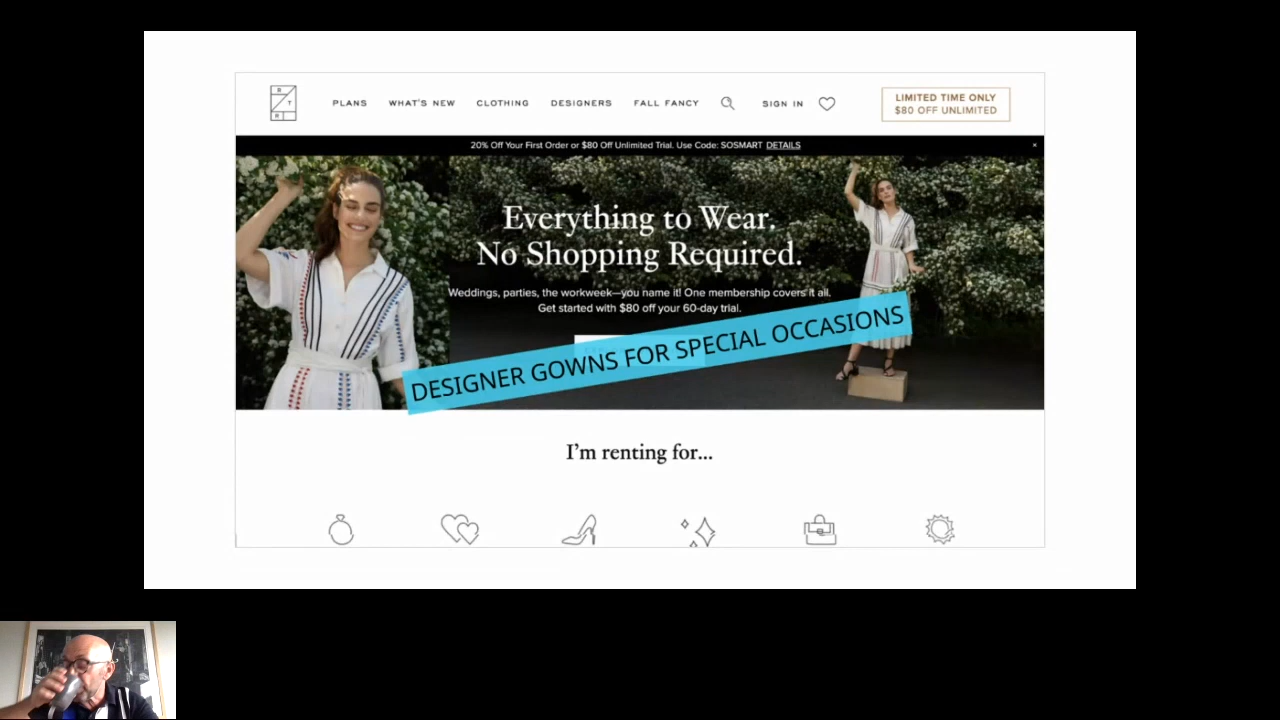 R
T
R
PLANS
WHAT'S NEW
CLOTHING
DESIGNERS
FALL FANCY
SIGN IN
LIMITED TIME ONLY
$80 OFF UNLIMITED
20% Off Your First Order or $80 Off Unlimited Trial. Use Code: SOSMART DETAILS
×
Everything to Wear.
No Shopping Required.
Weddings, parties, the workweek—you name it! One membership covers it all.
Get started with $80 off your 60-day trial.
DESIGNER GOWNS FOR SPECIAL OCCASIONS
I'm renting for...